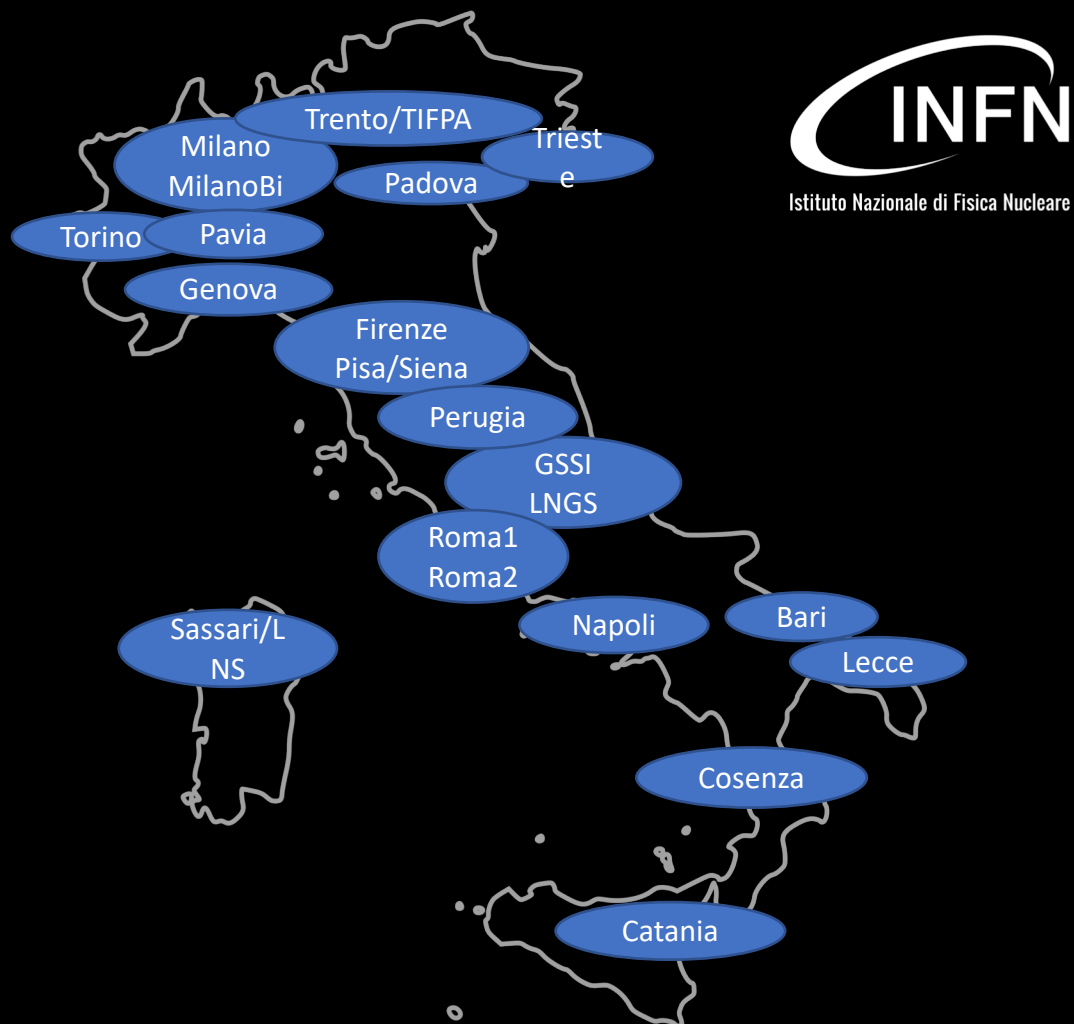 INFN
Istituto Nazionale di Fisica Nucleare
Trento/TIFPA
Milano
MilanoBi
Triest
e
Padova
Torino
Pavia
Genova
Firenze
Pisa/Siena
Perugia
GSSI
LNGS
Roma1
Roma2
Sassari/L
NS
Napoli
Bari
Lecce
Cosenza
Catania